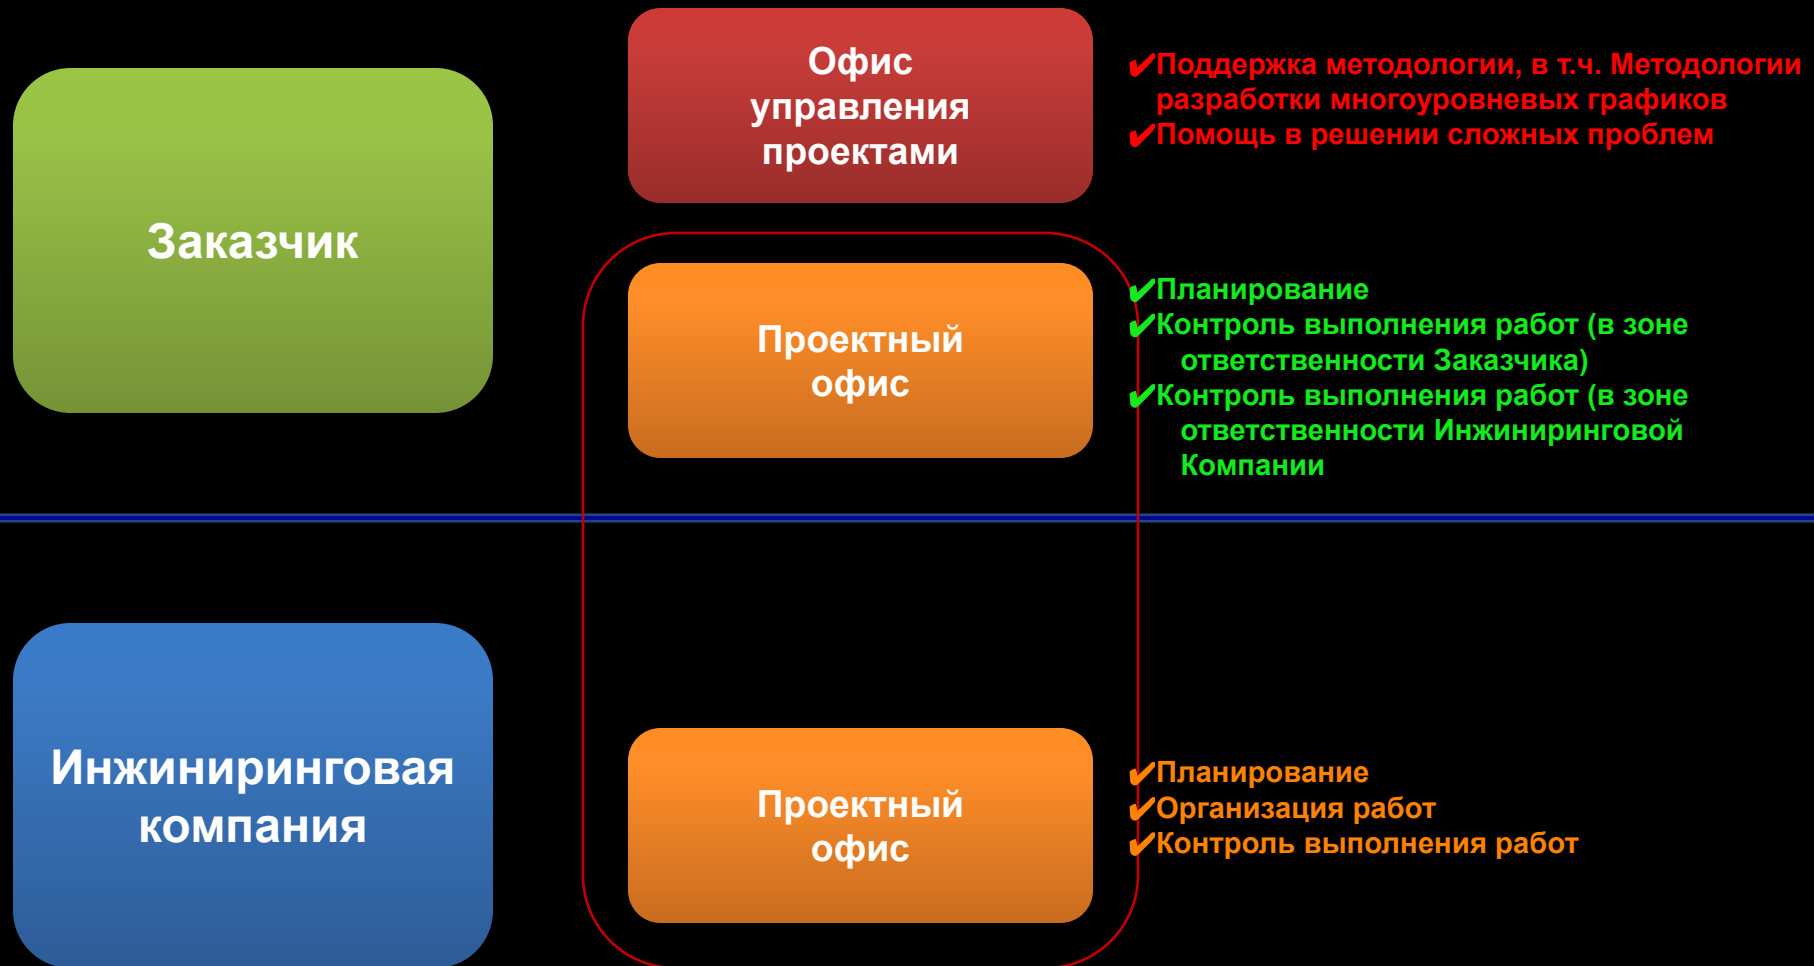 Заказчик
Офис
управления
проектами
✔Поддержка методологии, в т.ч. Методологии
разработки многоуровневых графиков
✔Помощь в решении сложных проблем
Проектный
офис
✔Планирование
✔Контроль выполнения работ (в зоне
ответственности Заказчика)
✔Контроль выполнения работ (в зоне
ответственности Инжиниринговой
Компании
Инжиниринговая
компания
Проектный
офис
✔Планирование
✔Организация работ
✔Контроль выполнения работ